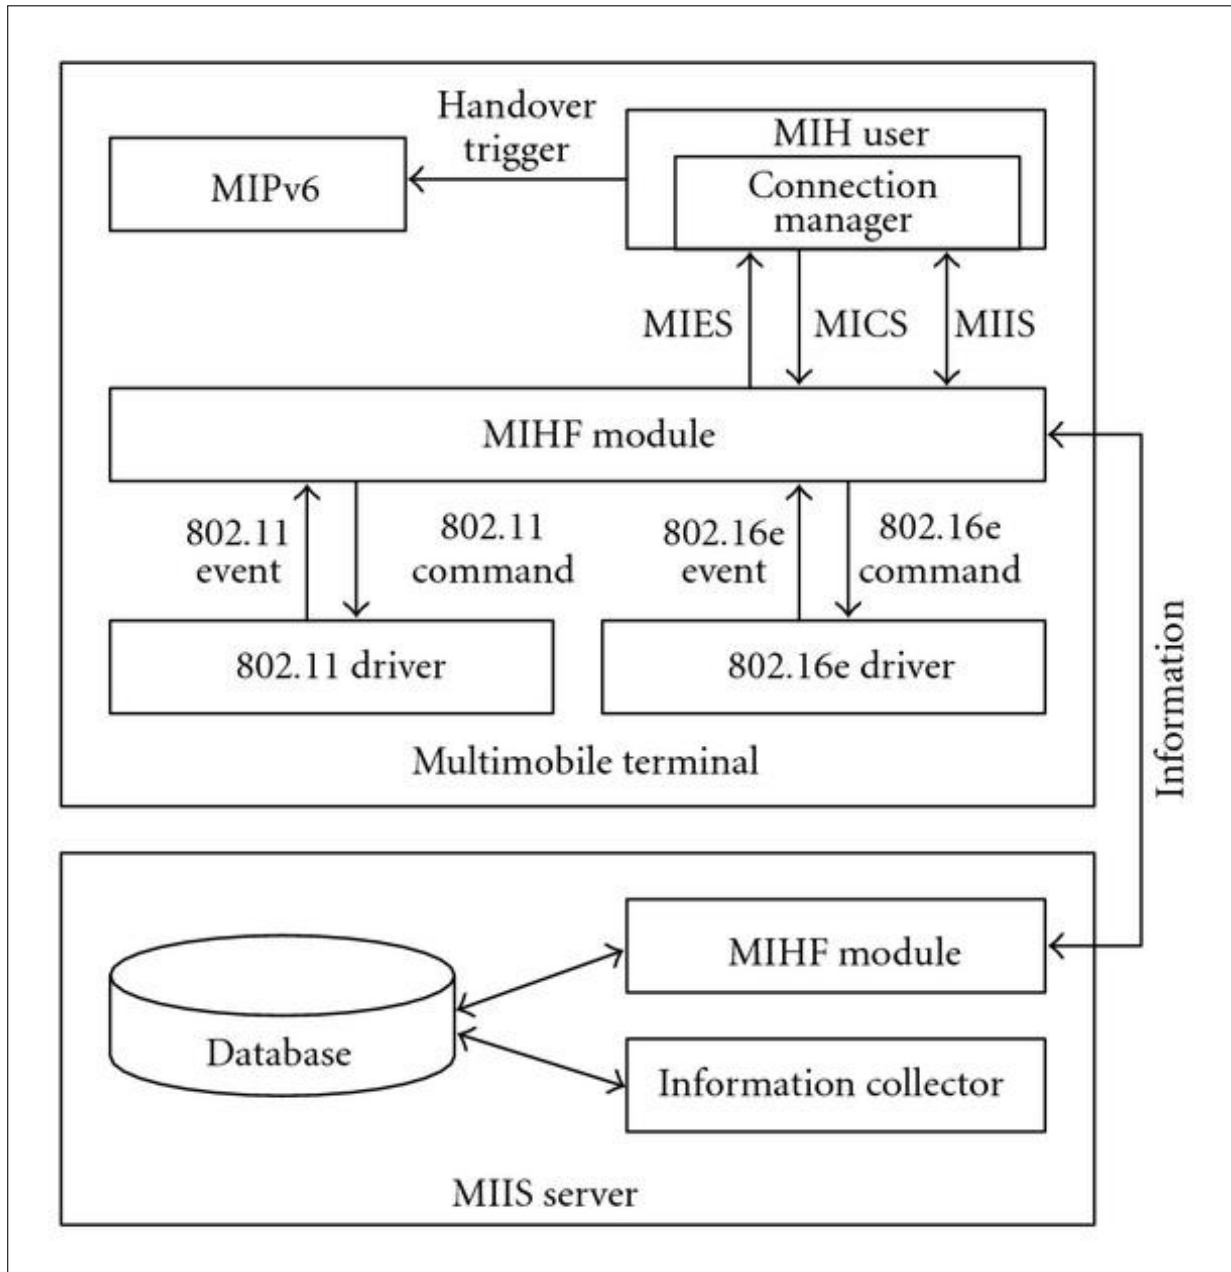 Handover
trigger
MIH user
MIPv6
Connection
manager
MIES
MICS
MIIS
MIHF module
802.11
event
802.11
command
802.16e
event
802.16e
command
802.11 driver
802.16e driver
Multimobile terminal
Information
MIHF module
Database
Information collector
MIIS server